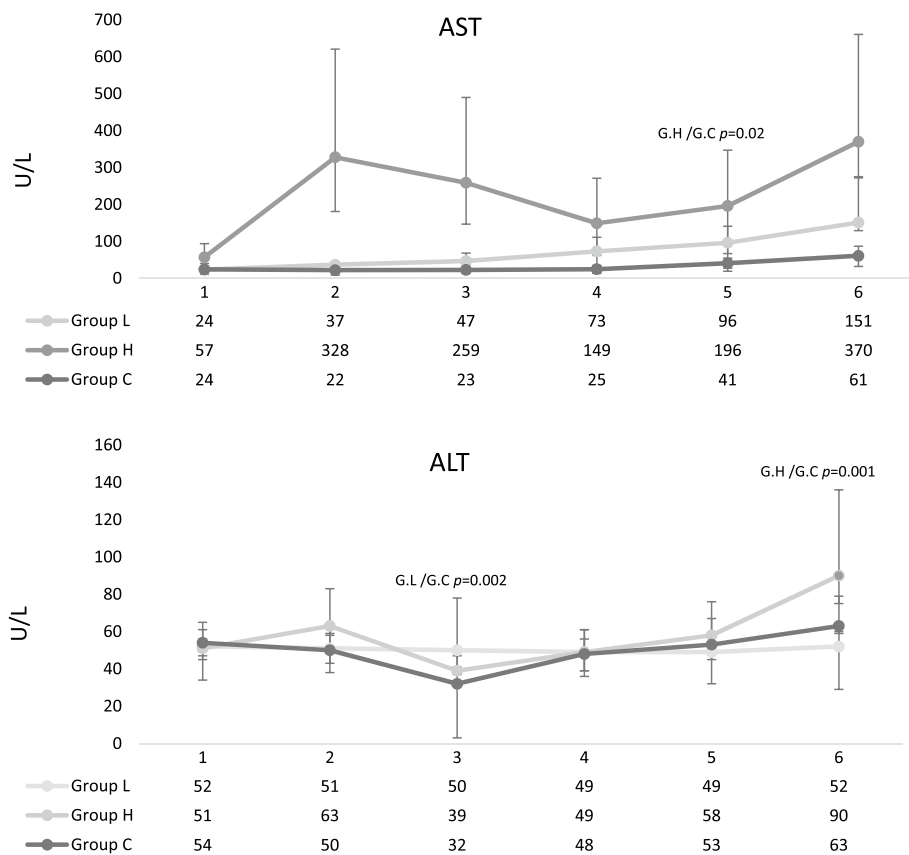 AST
700
600
500
400
300
200
100
0
U/L
G.H /G.C p=0.02
1 2 3 4 5 6
Group L 24 37 47 73 96 151
Group H 57 328 259 149 196 370
Group C 24 22 23 25 41 61
ALT
160
140
120
100
80
60
40
20
0
U/L
G.H /G.C p=0.001
G.L /G.C p=0.002
1 2 3 4 5 6
Group L 52 51 50 49 49 52
Group H 51 63 39 49 58 90
Group C 54 50 32 48 53 63